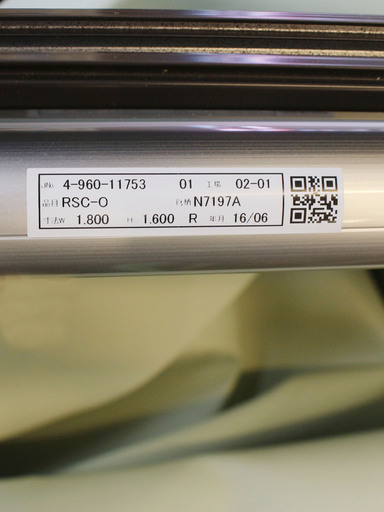 JNo. 4-960-11753 01 工場 02-01
品目 RSC-O 色柄 N7197A
寸法W 1.800 H 1.600 R 年月 16/06